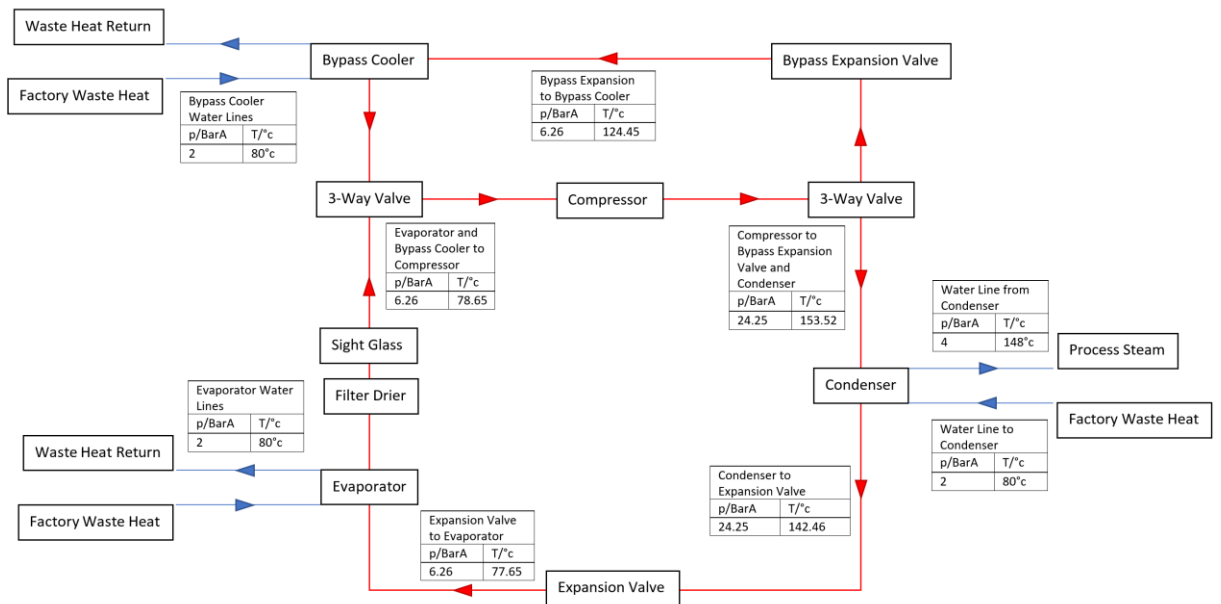 Waste Heat Return
Factory Waste Heat
Bypass Cooler
Bypass Expansion Valve
Bypass Cooler
Water Lines
p/BarA T/°c
2 80°c
Bypass Expansion
to Bypass Cooler
p/BarA T/°c
6.26 124.45
3-Way Valve
Compressor
3-Way Valve
Evaporator and
Bypass Cooler to
Compressor
p/BarA T/°c
6.26 78.65
Compressor to
Bypass Expansion
Valve and
Condenser
p/BarA T/°c
24.25 153.52
Water Line from
Condenser
p/BarA T/°c
4 148°c
Sight Glass
Process Steam
Filter Drier
Condenser
Evaporator Water
Lines
p/BarA T/°c
2 80°c
Factory Waste Heat
Water Line to
Condenser
p/BarA T/°c
2 80°c
Waste Heat Return
Evaporator
Factory Waste Heat
Condenser to
Expansion Valve
p/BarA T/°c
24.25 142.46
Expansion Valve
to Evaporator
p/BarA T/°c
6.26 77.65
Expansion Valve